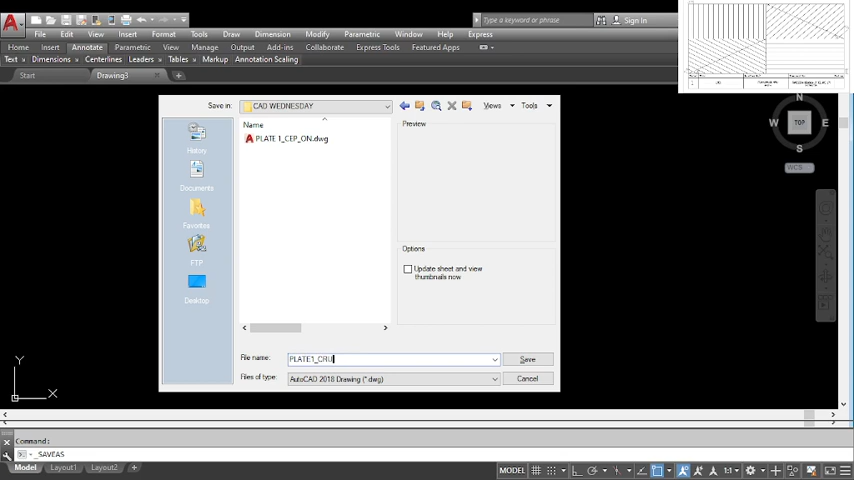 Type a keyword or phrase
Sign In
File Edit View Insert Format Tools Draw Dimension Modify Parametric Window Help Express
Home Insert Annotate Parametric View Manage Output Add-ins Collaborate Express Tools Featured Apps
Text Dimensions Centerlines Leaders Tables Markup Annotation Scaling
Start Drawing3
Save in: CAD WEDNESDAY Views Tools
Name
PLATE 1_CEP_ON.dwg
Preview
History
Documents
Favorites
FTP
Desktop
Options
Update sheet and view
thumbnails now
File name: PLATE1_CRU Save
Files of type: AutoCAD 2018 Drawing (*.dwg) Cancel
N
W TOP E
S
WCS
Y
X
Command:
_SAVEAS
Model Layout1 Layout2 MODEL 1:1